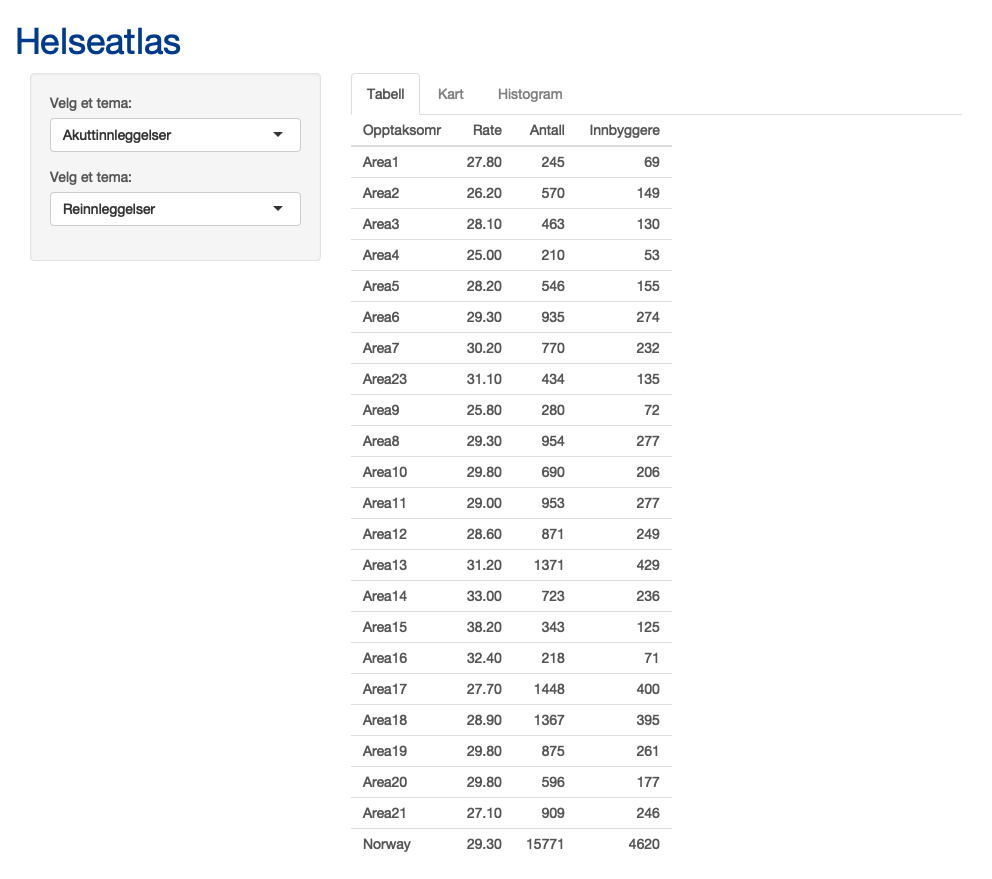 Helseatlas
Velg et tema:
Akuttinnleggelser
Velg et tema:
Reinnleggelser
Tabell Kart Histogram
Opptaksomr Rate Antall Innbyggere
Area1 27.80 245 69
Area2 26.20 570 149
Area3 28.10 463 130
Area4 25.00 210 53
Area5 28.20 546 155
Area6 29.30 935 274
Area7 30.20 770 232
Area23 31.10 434 135
Area9 25.80 280 72
Area8 29.30 954 277
Area10 29.80 690 206
Area11 29.00 953 277
Area12 28.60 871 249
Area13 31.20 1371 429
Area14 33.00 723 236
Area15 38.20 343 125
Area16 32.40 218 71
Area17 27.70 1448 400
Area18 28.90 1367 395
Area19 29.80 875 261
Area20 29.80 596 177
Area21 27.10 909 246
Norway 29.30 15771 4620